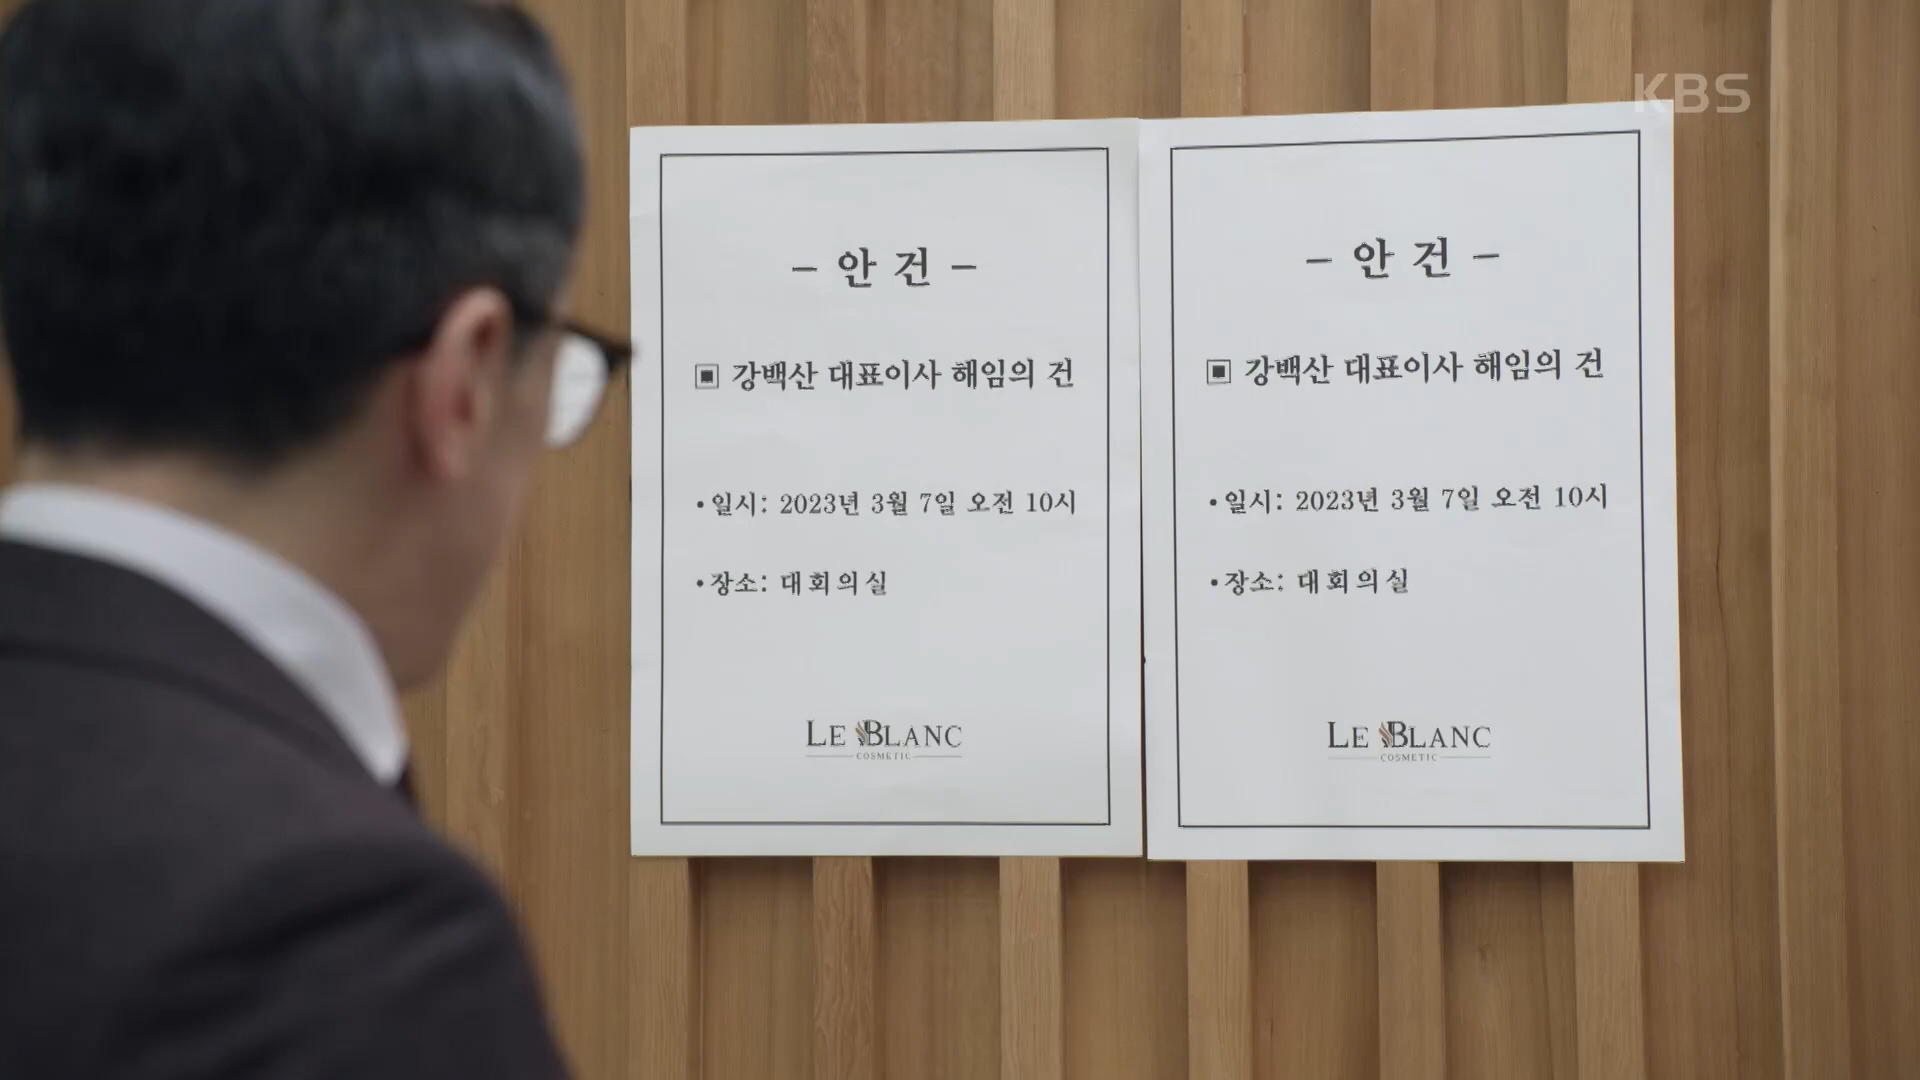 KBS
- 안 건 -
▣ 강백산 대표이사 해임의 건
• 일시: 2023년 3월 7일 오전 10시
• 장소: 대회의실
LE BLANC
COSMETIC
- 안 건 -
▣ 강백산 대표이사 해임의 건
• 일시: 2023년 3월 7일 오전 10시
• 장소: 대회의실
LE BLANC
COSMETIC